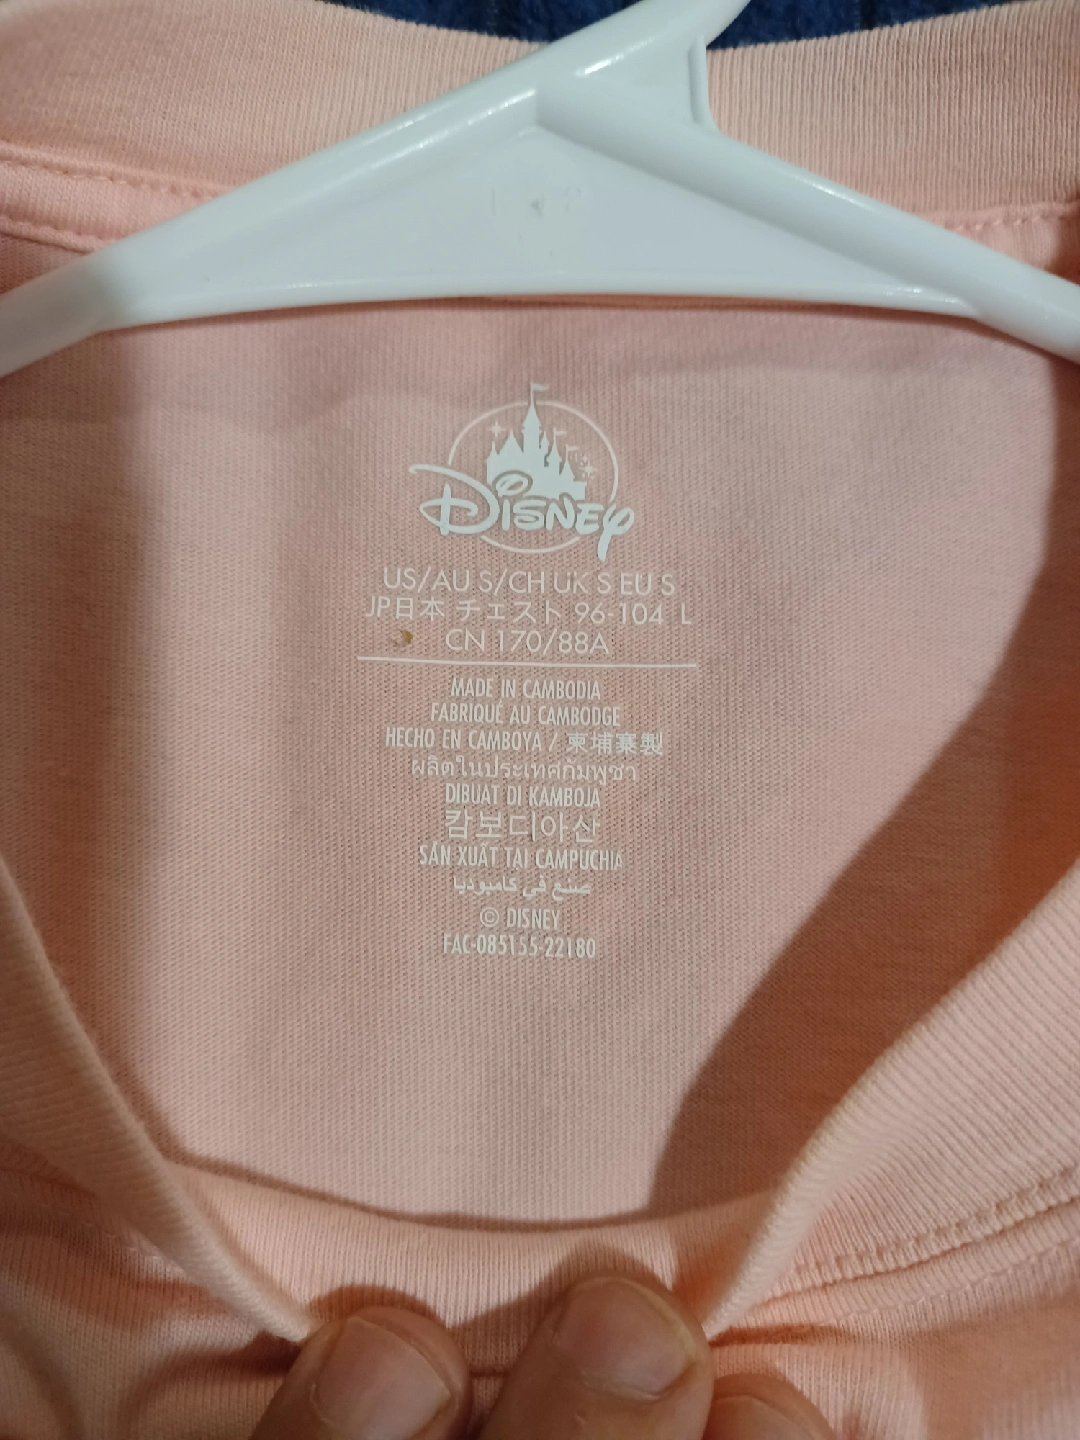 DISNEY
US/AU S/CH UK S EU S
JP日本 チェスト 96-104 L
CN 170/88A
MADE IN CAMBODIA
FABRIQUÉ AU CAMBODGE
HECHO EN CAMBOYA / 柬埔寨製
ผลิตในประเทศกัมพูชา
DIBUAT DI KAMBOJA
캄보디아산
SẢN XUẤT TẠI CAMPUCHIA
صنع في كامبوديا
© DISNEY
FAC-085155-22180